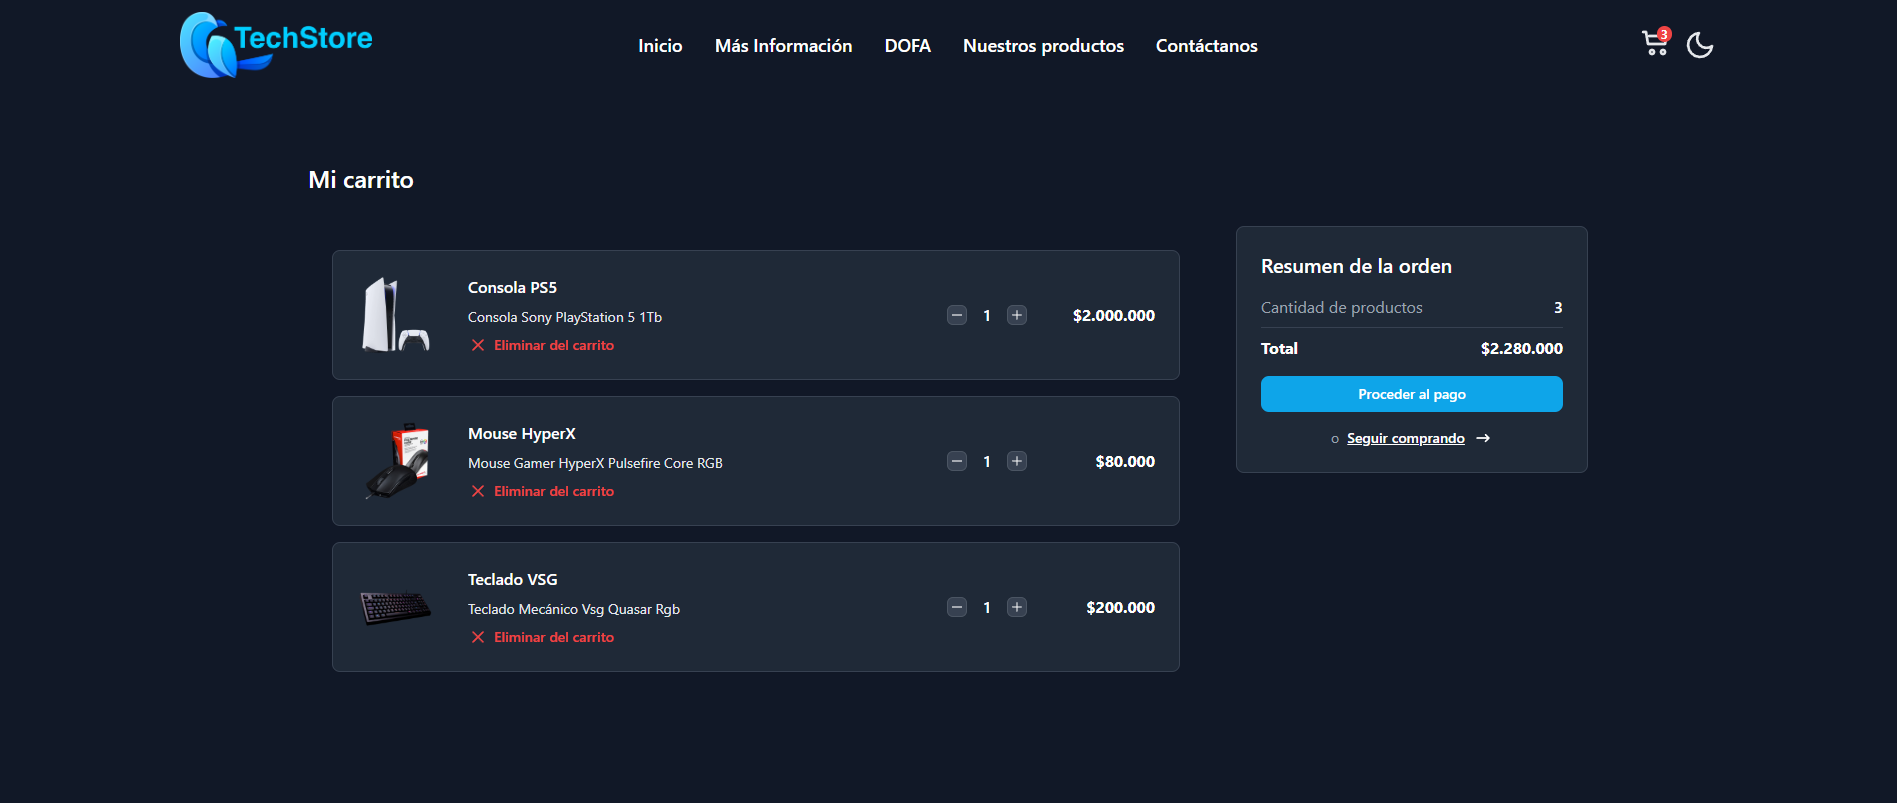 TechStore
Inicio Más Información DOFA Nuestros productos Contáctanos
3
Mi carrito
Consola PS5
Consola Sony PlayStation 5 1Tb
Eliminar del carrito
1
$2.000.000
Mouse HyperX
Mouse Gamer HyperX Pulsefire Core RGB
Eliminar del carrito
1
$80.000
Teclado VSG
Teclado Mecánico Vsg Quasar Rgb
Eliminar del carrito
1
$200.000
Resumen de la orden
Cantidad de productos 3
Total $2.280.000
Proceder al pago
o Seguir comprando →